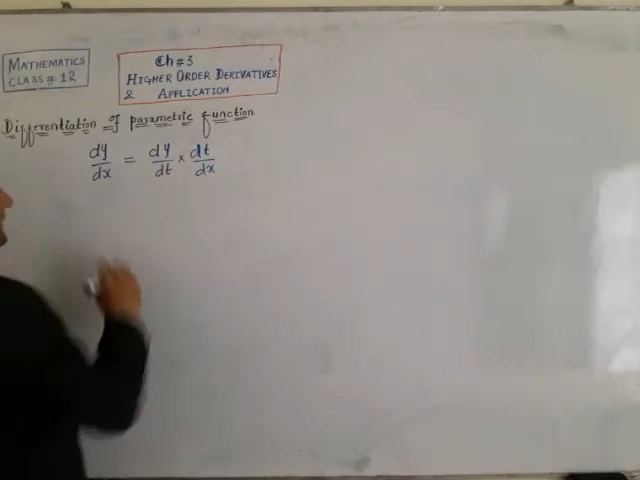 MATHEMATICS
CLASS # 12
Ch # 3
HIGHER ORDER DERIVATIVES
& APPLICATION
Differentiation of parametric function
dy/dx = dy/dt × dt/dx